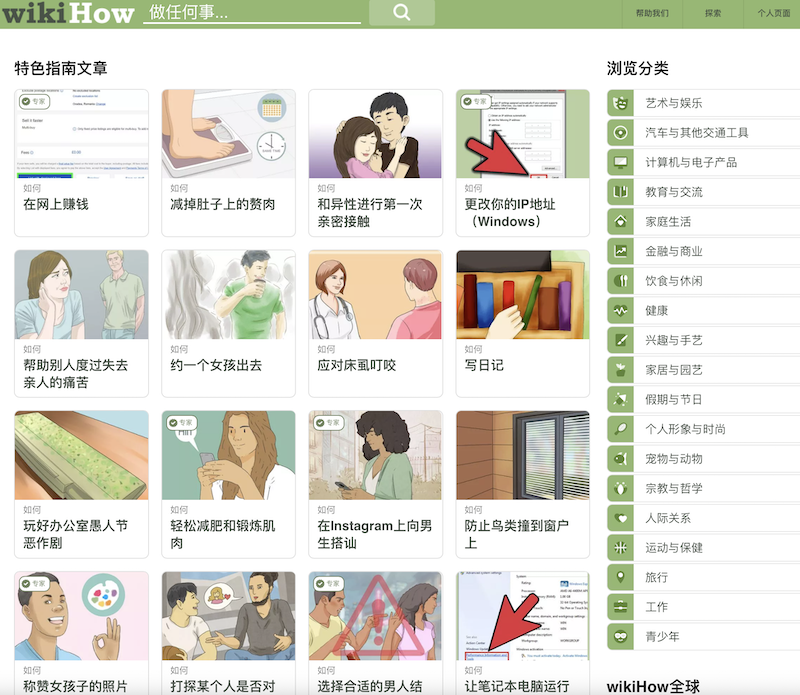 wikiHow 做任何事...
帮助我们
探索
个人页面
特色指南文章
专家
如何
在网上赚钱
如何
减掉肚子上的赘肉
如何
和异性进行第一次
亲密接触
专家
如何
更改你的IP地址
（Windows）
如何
帮助别人度过失去
亲人的痛苦
如何
约一个女孩出去
如何
应对床虱叮咬
如何
写日记
如何
玩好办公室愚人节
恶作剧
专家
如何
轻松减肥和锻炼肌
肉
专家
如何
在Instagram上向男
生搭讪
如何
防止鸟类撞到窗户
上
专家
如何
称赞女孩子的照片
如何
打探某个人是否对
专家
如何
选择合适的男人结
如何
让笔记本电脑运行
浏览分类
艺术与娱乐
汽车与其他交通工具
计算机与电子产品
教育与交流
家庭生活
金融与商业
饮食与休闲
健康
兴趣与手艺
家居与园艺
假期与节日
个人形象与时尚
宠物与动物
宗教与哲学
人际关系
运动与保健
旅行
工作
青少年
wikiHow全球